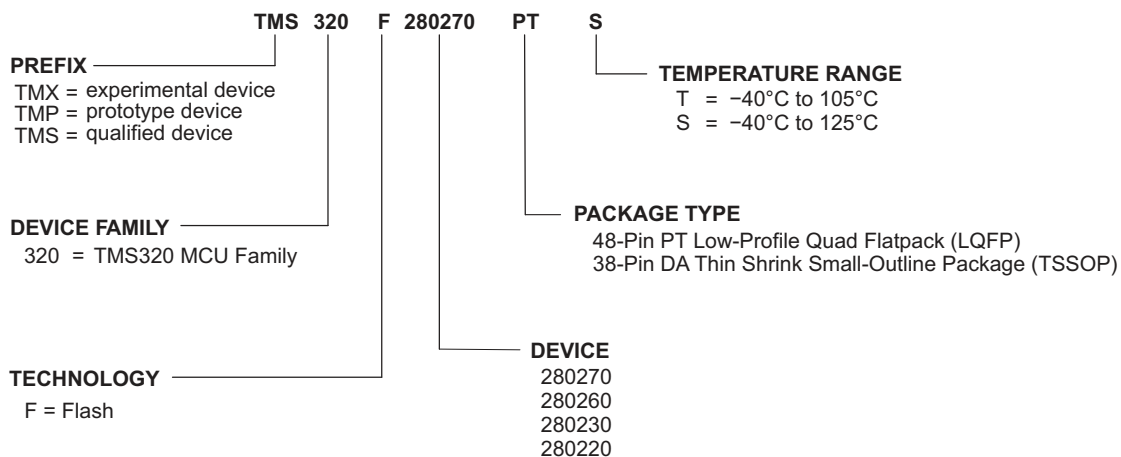 TMS 320 F 280270 PT S
PREFIX
TMX = experimental device
TMP = prototype device
TMS = qualified device
TEMPERATURE RANGE
T = −40°C to 105°C
S = −40°C to 125°C
DEVICE FAMILY
320 = TMS320 MCU Family
PACKAGE TYPE
48-Pin PT Low-Profile Quad Flatpack (LQFP)
38-Pin DA Thin Shrink Small-Outline Package (TSSOP)
TECHNOLOGY
F = Flash
DEVICE
280270
280260
280230
280220